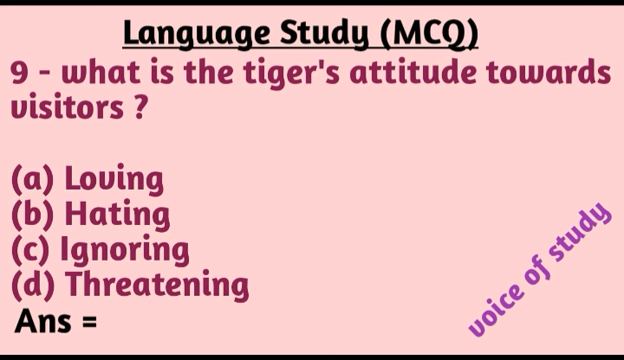 Language Study (MCQ)
9 - what is the tiger's attitude towards
visitors ?
(a) Loving
(b) Hating
(c) Ignoring
(d) Threatening
Ans =
voice of study